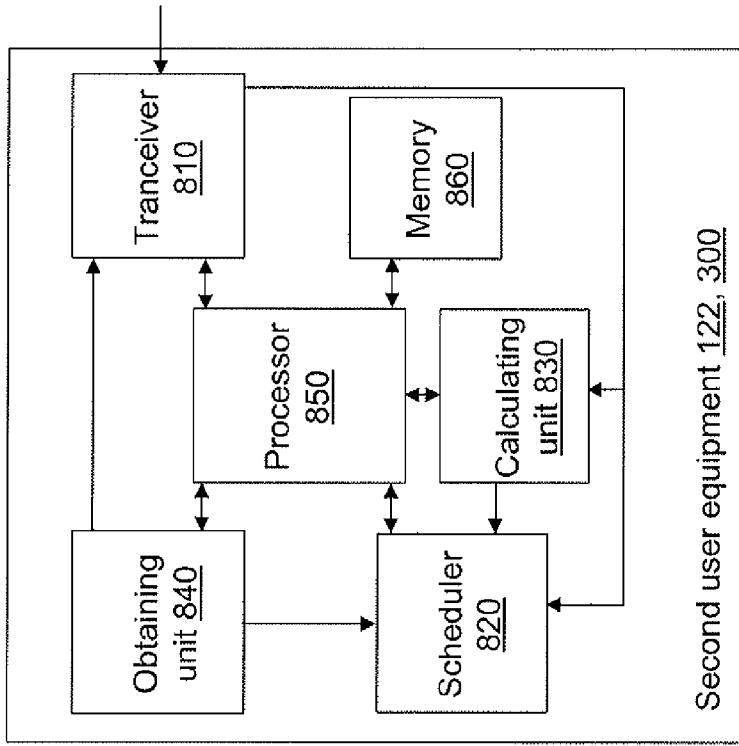 Obtaining
unit 840
Tranceiver
810
Processor
850
Scheduler
820
Calculating
unit 830
Memory
860
Second user equipment 122, 300